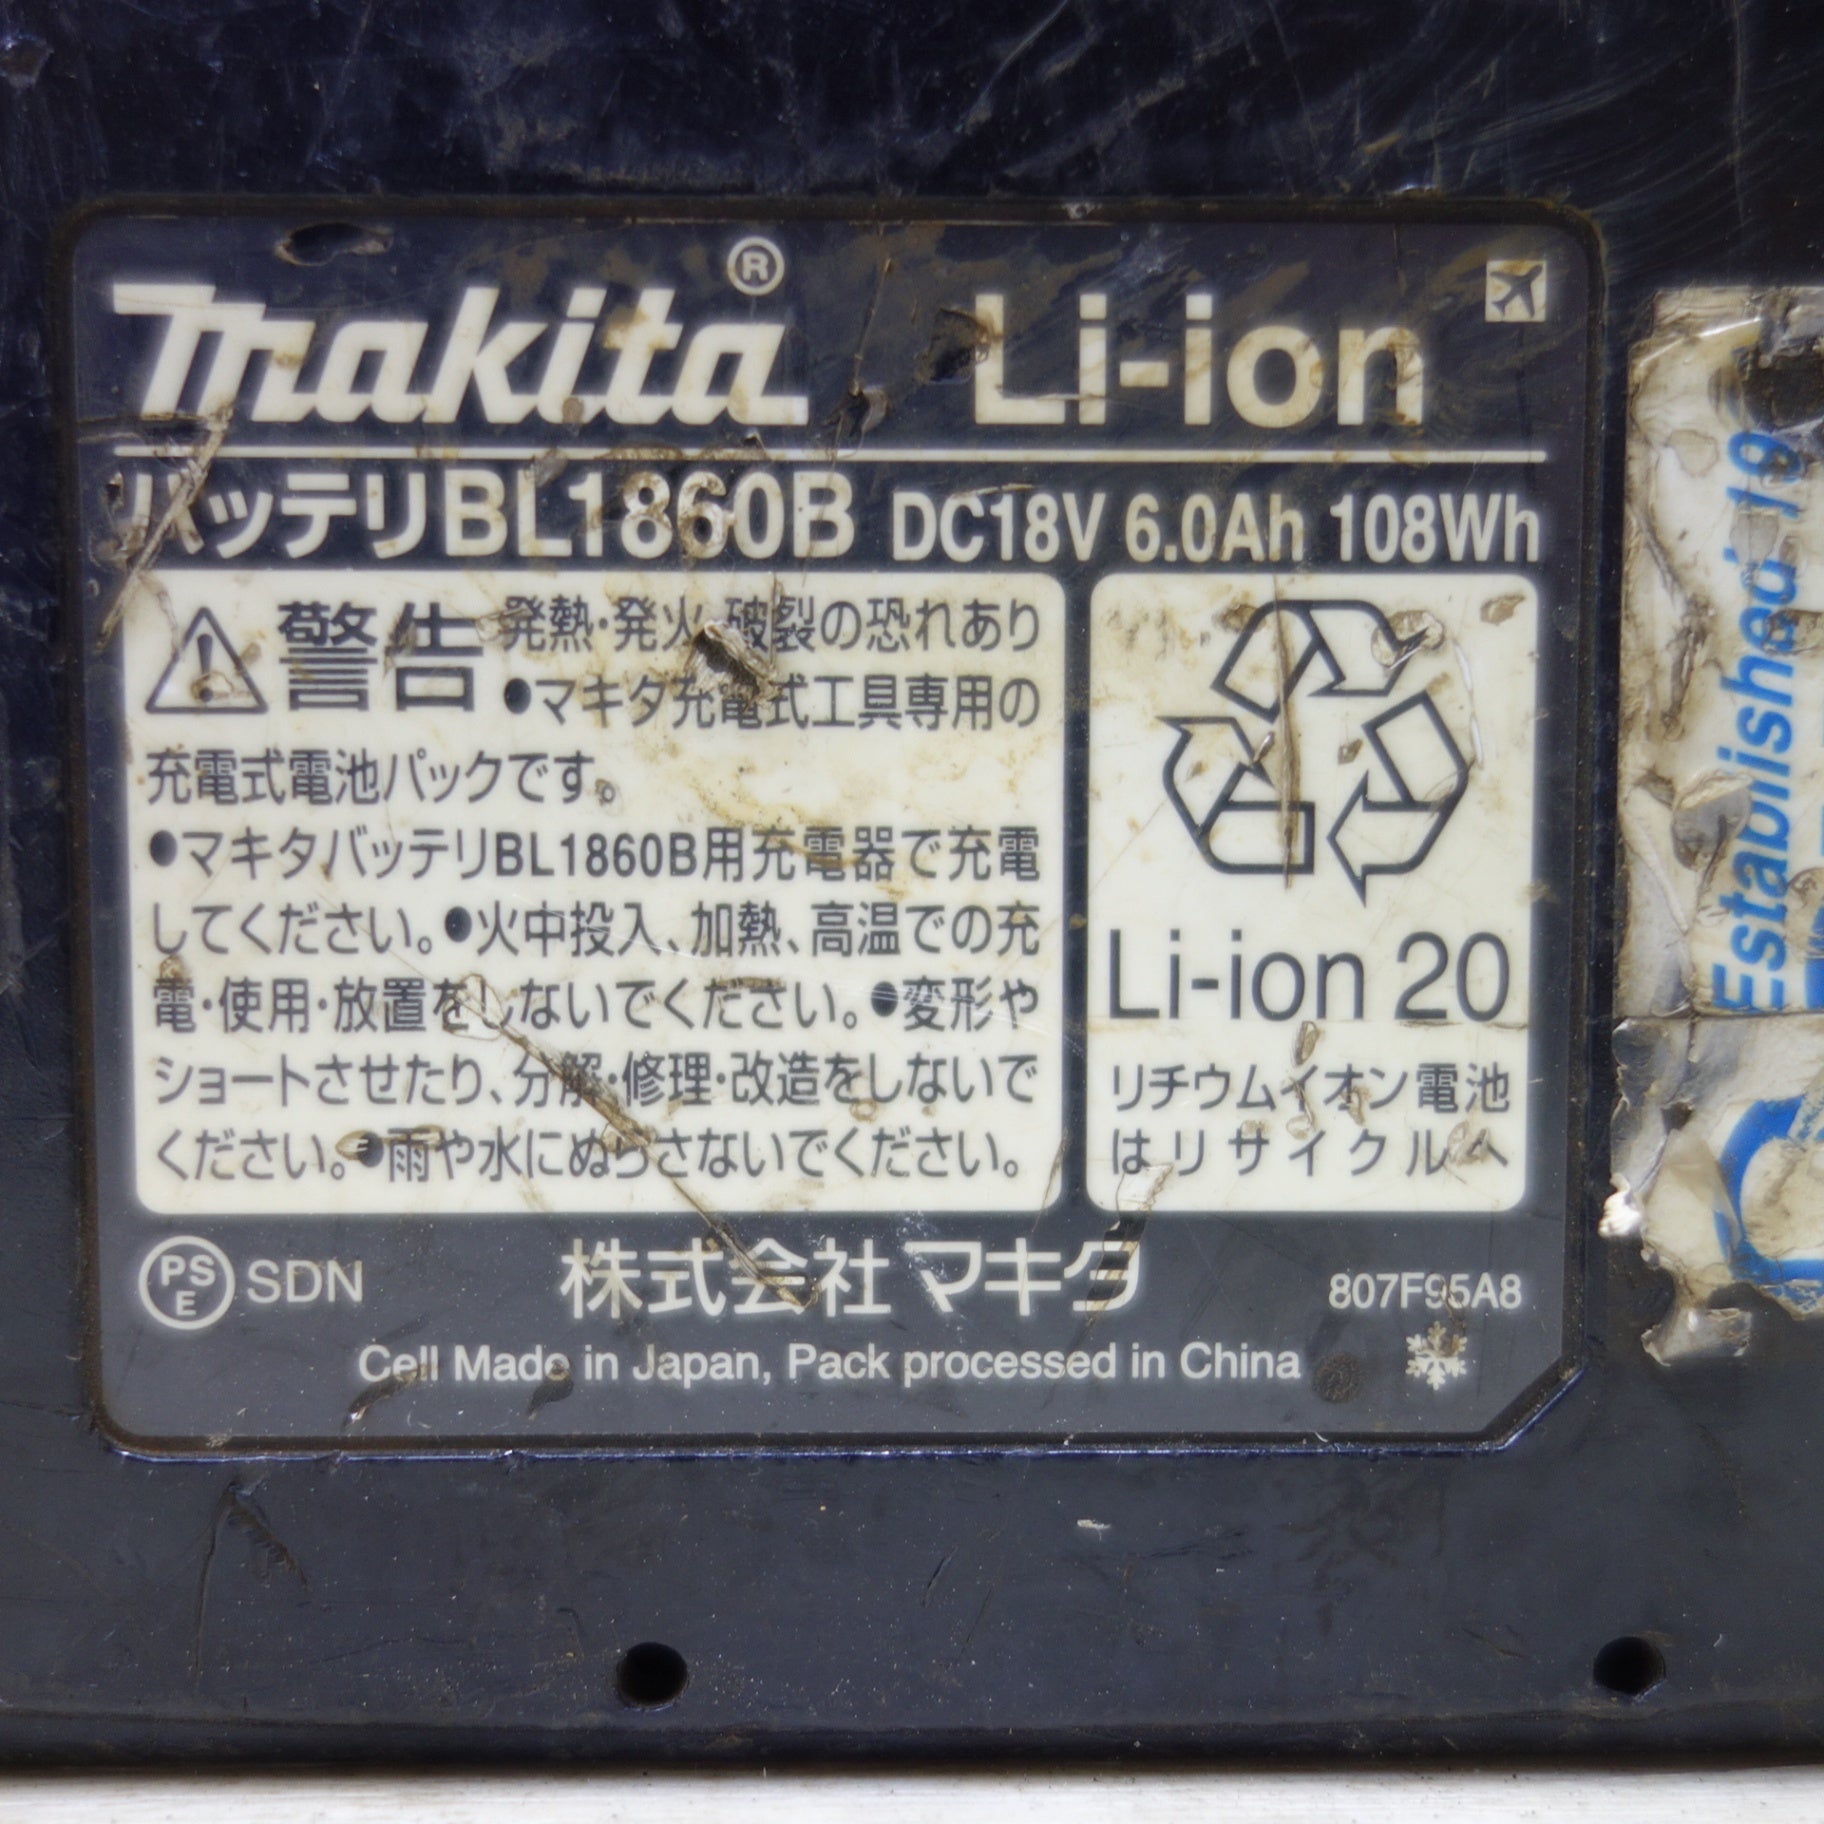 makita® Li-ion
バッテリBL1860B DC18V 6.0Ah 108Wh
警告 発熱・発火・破裂の恐れあり
●マキタ充電式工具専用の
充電式電池パックです。
●マキタバッテリBL1860B用充電器で充電
してください。●火中投入、加熱、高温での充
電・使用・放置をしないでください。●変形や
ショートさせたり、分解・修理・改造をしないで
ください。●雨や水にぬらさないでください。
Li-ion 20
リチウムイオン電池
はリサイクルへ
PSE SDN 株式会社マキタ 807F95A8
Cell Made in Japan, Pack processed in China
Established 19